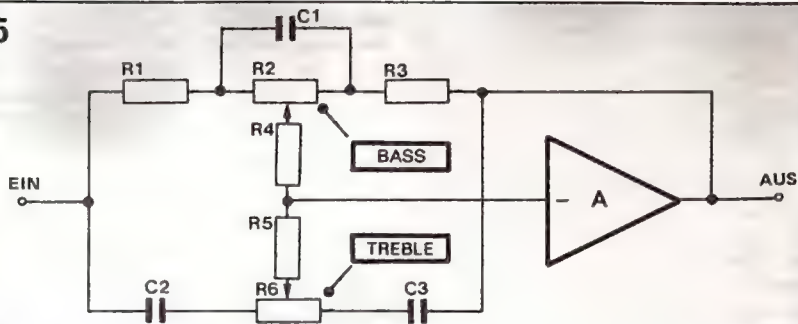 5
C1
R1 R2 R3
R4
BASS
EIN
- A
AUS
R5
TREBLE
C2 R6 C3